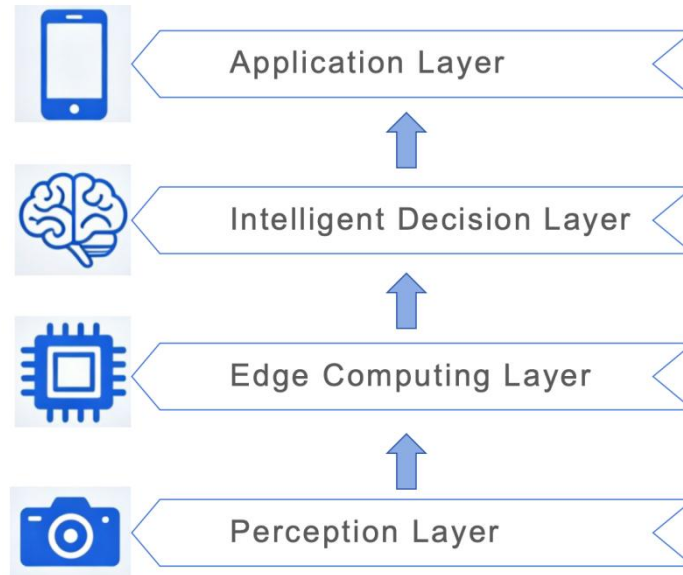 Application Layer
Intelligent Decision Layer
Edge Computing Layer
Perception Layer